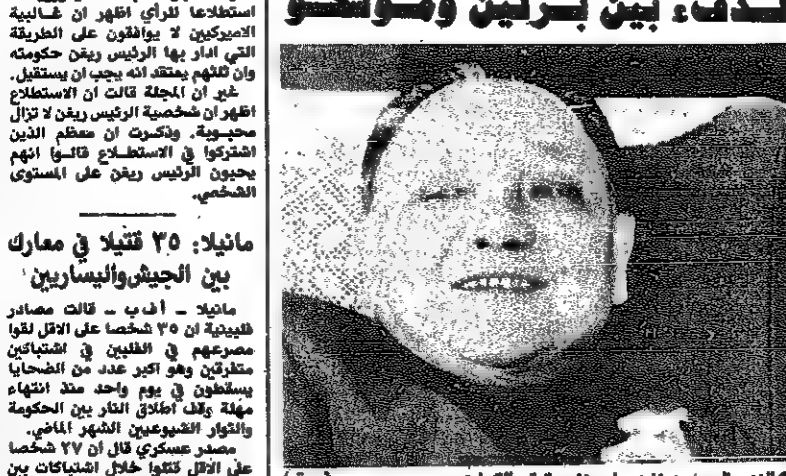 دفء بين برلين وموسكو
استطلاعا للرأي اظهر ان غالبية
الاميركيين لا يوافقون على الطريقة
التي ادار بها الرئيس ريغن حكومته
وان ثلثهم يعتقد انه يجب ان يستقيل.
غير ان المجلة قالت ان الاستطلاع
اظهر ان شخصية الرئيس ريغن لا تزال
محبوبة. وذكرت ان معظم الذين
اشتركوا في الاستطلاع قالوا انهم
يحبون الرئيس ريغن على المستوى
الشخصي.
مانيلا: ٣٥ قتيلا في معارك
بين الجيش واليساريين
مانيلا – أ ف ب – قالت مصادر
فليبينية ان ٣٥ شخصا على الاقل لقوا
مصرعهم في الفلبين في اشتباكين
متفرقين وهو اكبر عدد من الضحايا
يسقطون في يوم واحد منذ انتهاء
مهلة وقف اطلاق النار بين الحكومة
والثوار الشيوعيين الشهر الماضي.
مصدر عسكري قال ان ٢٧ شخصا
على الاقل قتلوا خلال اشتباكات بين